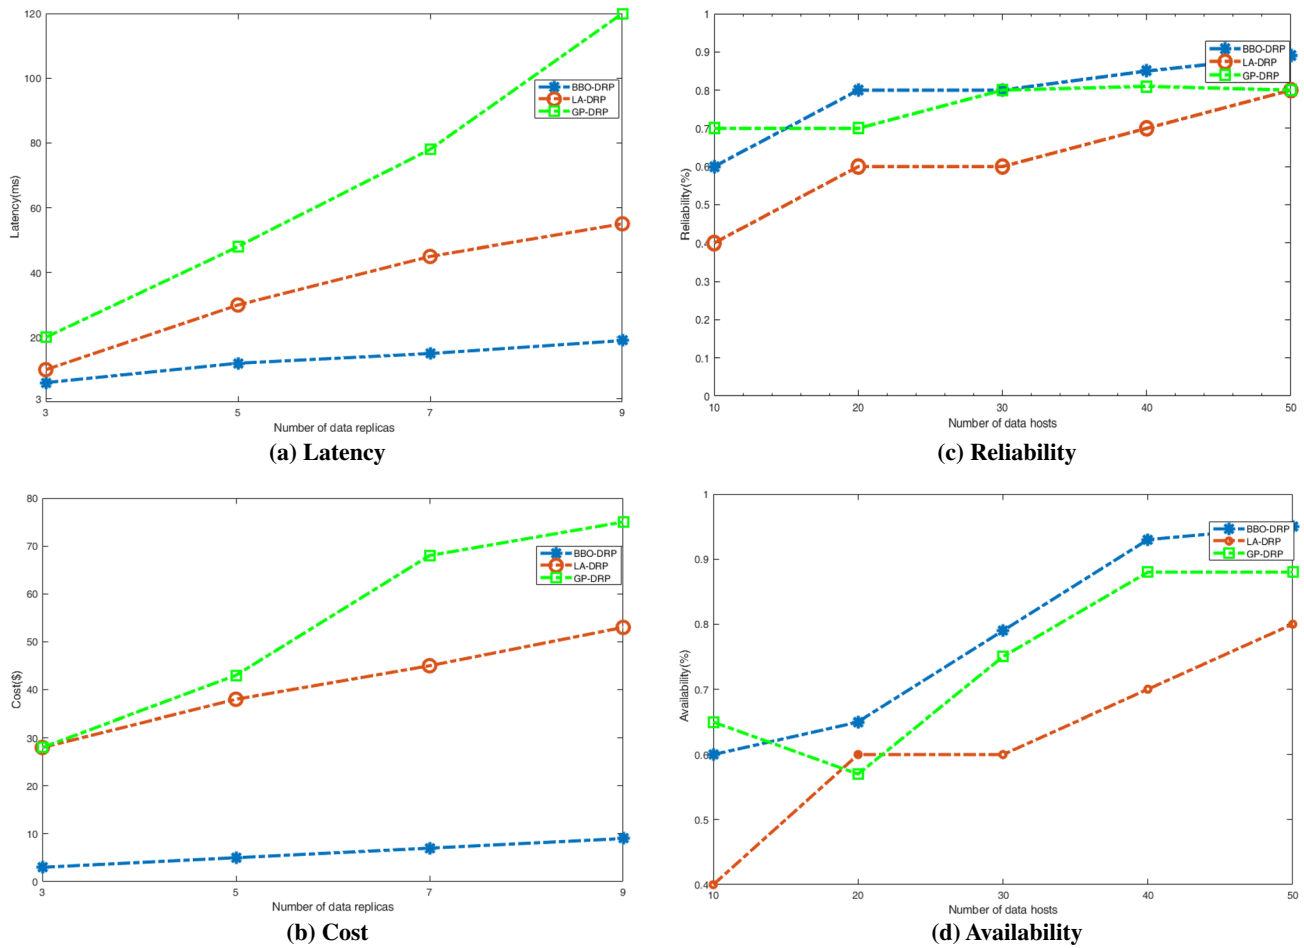 120
100
80
60
40
20
3
Latency(ms)
BBO-DRP
LA-DRP
GP-DRP
3 5 7 9
Number of data replicas
(a) Latency
1
0.9
0.8
0.7
0.6
0.5
0.4
0.3
0.2
0.1
0
Reliability(%)
BBO-DRP
LA-DRP
GP-DRP
10 20 30 40 50
Number of data hosts
(c) Reliability
80
70
60
50
40
30
20
10
0
Cost($)
BBO-DRP
LA-DRP
GP-DRP
3 5 7 9
Number of data replicas
(b) Cost
1
0.9
0.8
0.7
0.6
0.5
0.4
Availability(%)
BBO-DRP
LA-DRP
GP-DRP
10 20 30 40 50
Number of data hosts
(d) Availability